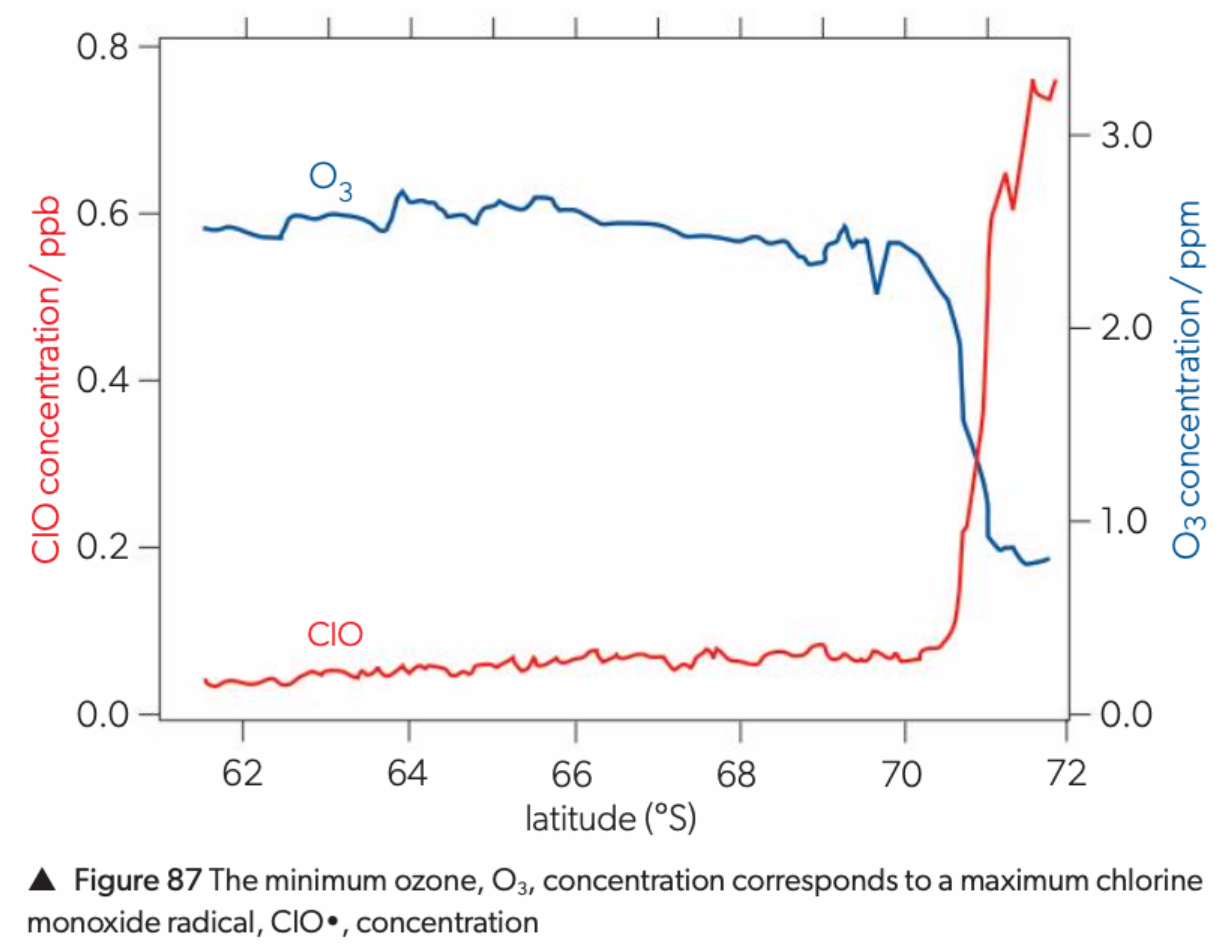 0.8
0.6
0.4
0.2
0.0
ClO concentration / ppb
O₃
ClO
3.0
2.0
1.0
0.0
O₃ concentration / ppm
62 64 66 68 70 72
latitude (°S)
▲ Figure 87 The minimum ozone, O₃, concentration corresponds to a maximum chlorine
monoxide radical, ClO•, concentration